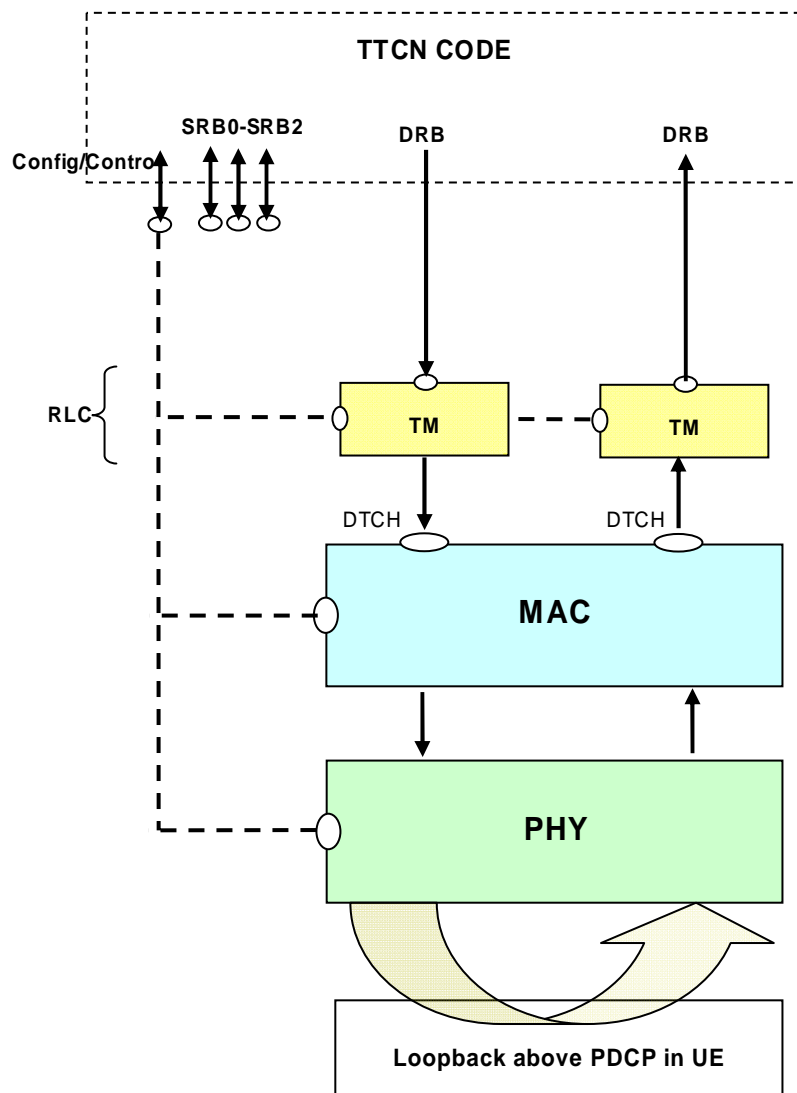 TTCN CODE
SRB0-SRB2
DRB
DRB
Config/Contro
RLC
TM
TM
DTCH
DTCH
MAC
PHY
Loopback above PDCP in UE